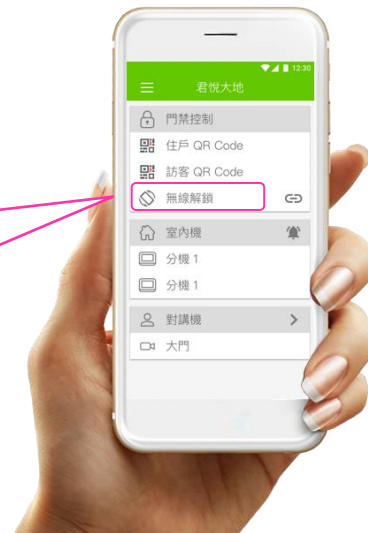 12:30
君悅大地
門禁控制
住戶 QR Code
訪客 QR Code
無線解鎖
室內機
分機 1
分機 1
對講機
大門